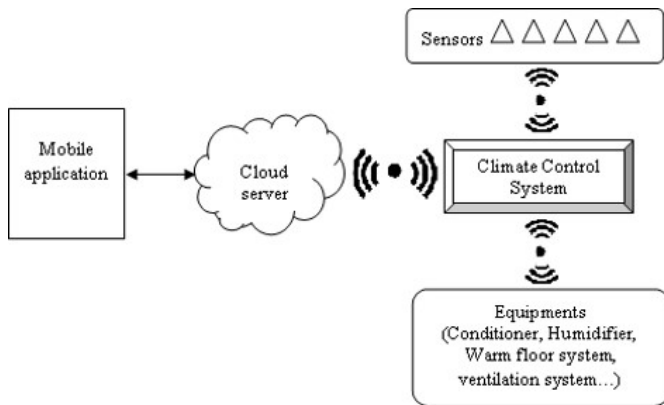 Sensors
Mobile
application
Cloud
server
Climate Control
System
Equipments
(Conditioner, Humidifier,
Warm floor system,
ventilation system...)